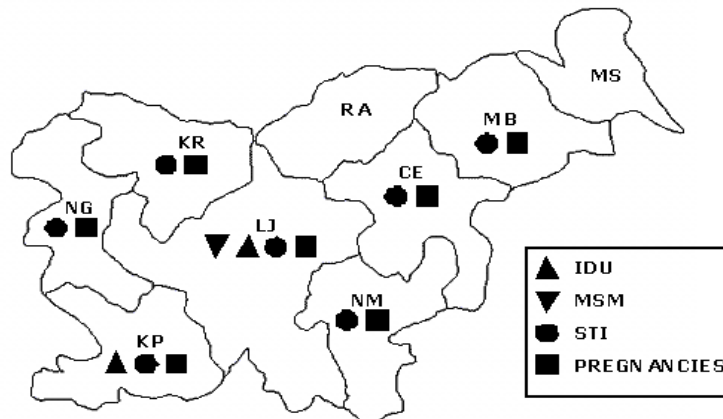 MS
RA
MB
KR
CE
NG
LJ
NM
KP
IDU
MSM
STI
PREGNANCIES